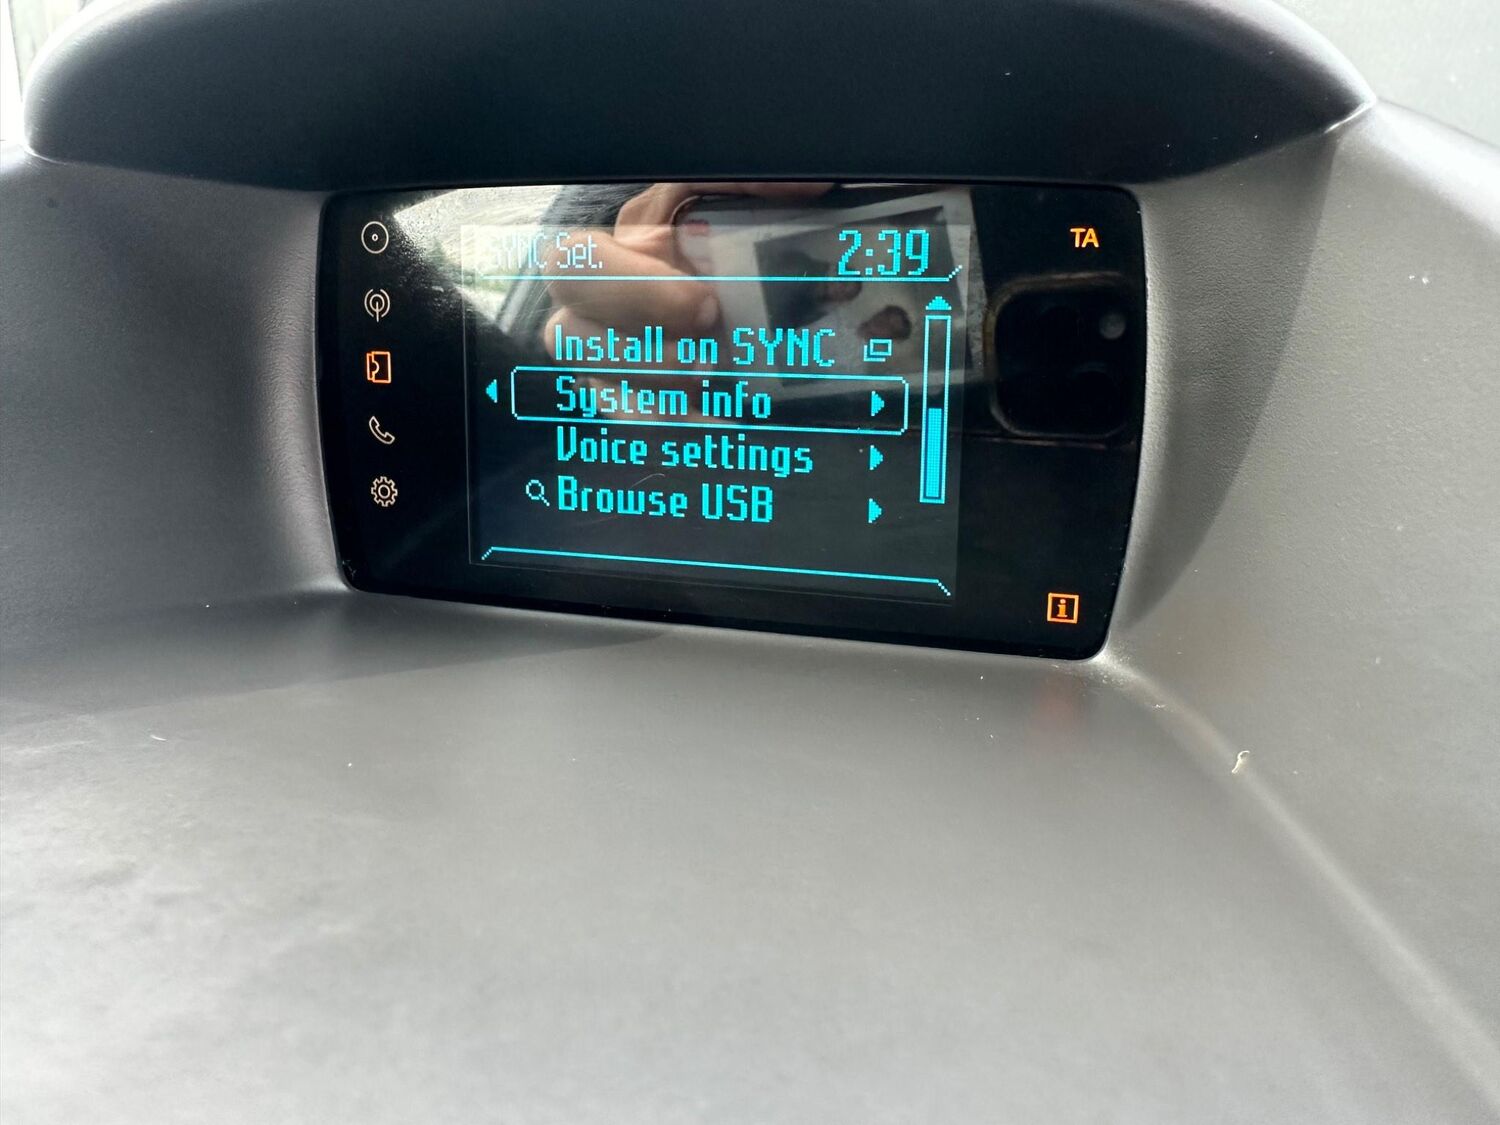 SYNC Set.
2:39
TA
Install on SYNC
System info
Voice settings
Browse USB
i